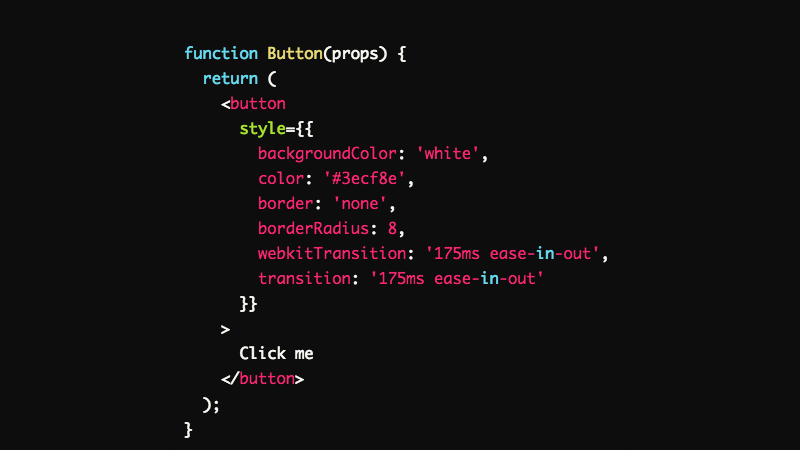 function Button(props) {
  return (
    <button
      style={{
        backgroundColor: 'white',
        color: '#3ecf8e',
        border: 'none',
        borderRadius: 8,
        webkitTransition: '175ms ease-in-out',
        transition: '175ms ease-in-out'
      }}
    >
      Click me
    </button>
  );
}